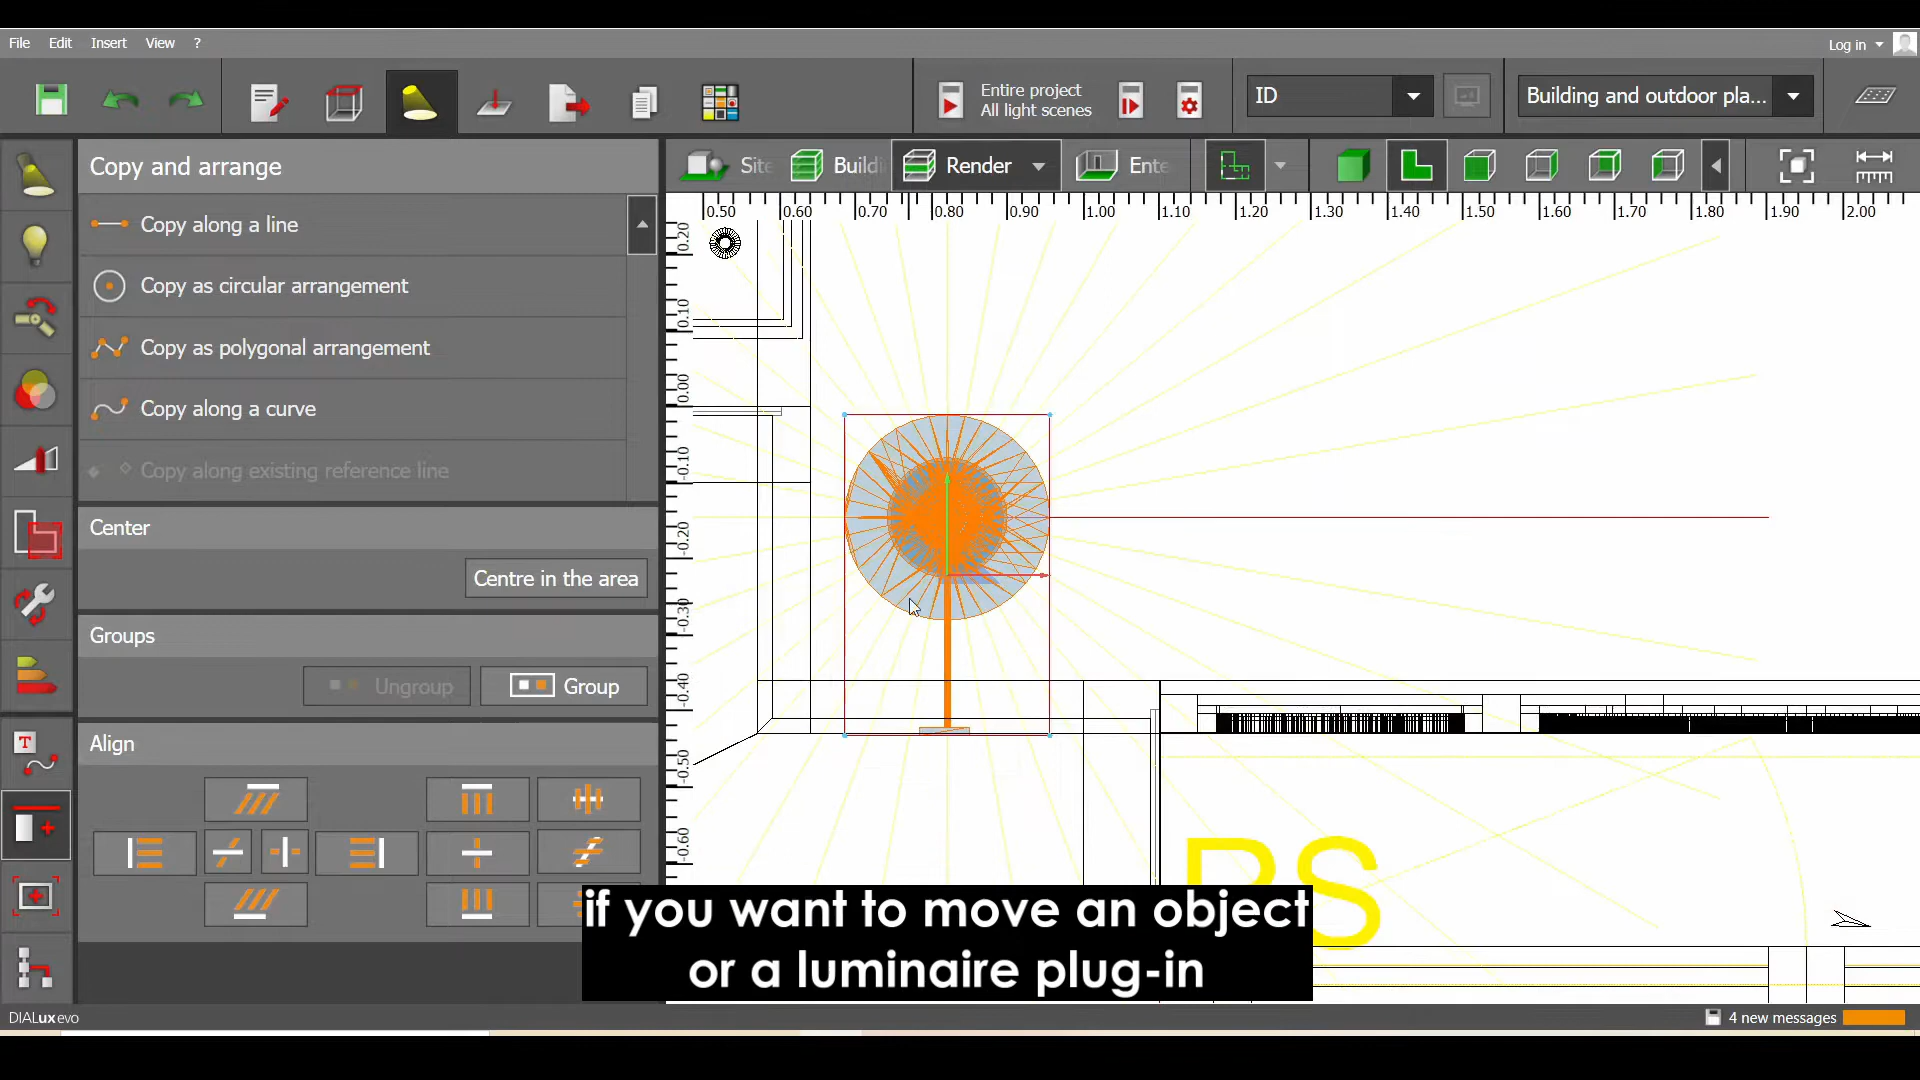 File Edit Insert View ?
Log in
Entire project
All light scenes
ID
Building and outdoor pla...
Copy and arrange
Site
Buildi
Render
Ente
Copy along a line
Copy as circular arrangement
Copy as polygonal arrangement
Copy along a curve
Copy along existing reference line
Center
Centre in the area
Groups
Ungroup
Group
Align
0.50 0.60 0.70 0.80 0.90 1.00 1.10 1.20 1.30 1.40 1.50 1.60 1.70 1.80 1.90 2.00
0.20
0.10
0.00
-0.10
-0.20
-0.30
-0.40
-0.50
-0.60
T
if you want to move an object
or a luminaire plug-in
DIALux evo
4 new messages